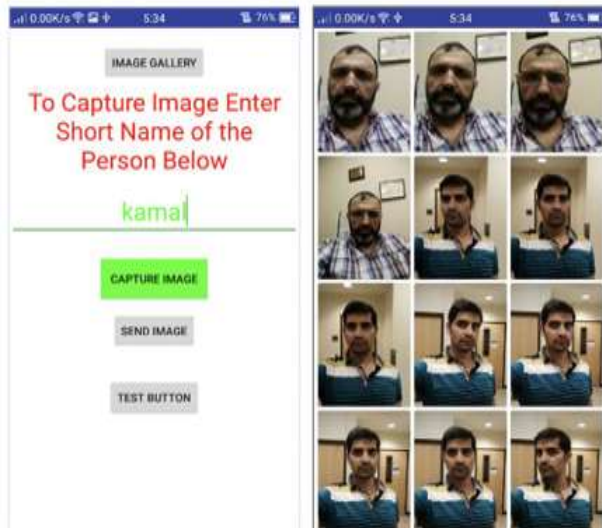 0.00K/s 5:34 76%
IMAGE GALLERY
To Capture Image Enter
Short Name of the
Person Below
kamal
CAPTURE IMAGE
SEND IMAGE
TEST BUTTON
0.00K/s 5:34 76%